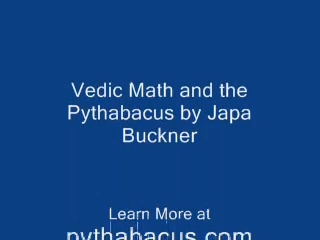 Vedic Math and the
Pythabacus by Japa
Buckner
Learn More at
pythabacus.com